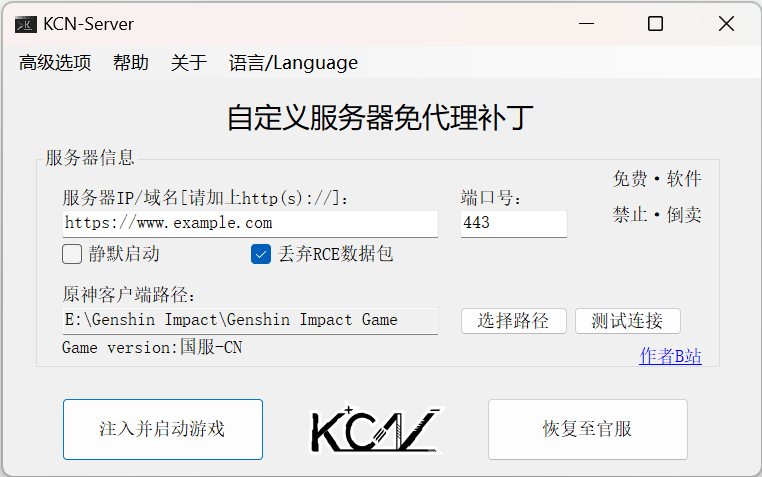 KCN-Server
高级选项 帮助 关于 语言/Language
自定义服务器免代理补丁
服务器信息
免费·软件
服务器IP/域名[请加上http(s)://]: 端口号:
https://www.example.com 443
禁止·倒卖
静默启动 丢弃RCE数据包
原神客户端路径:
E:\Genshin Impact\Genshin Impact Game 选择路径 测试连接
Game version:国服-CN
作者B站
注入并启动游戏 KCN 恢复至官服